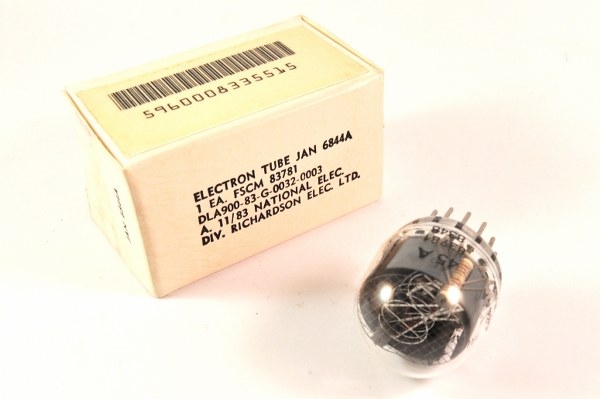 5960008335515
ELECTRON TUBE JAN 6844A
1 EA. FSCM 83781
DLA900-83-G-0032-0003
A. 11/83 NATIONAL ELEC.
DIV. RICHARDSON ELEC. LTD.